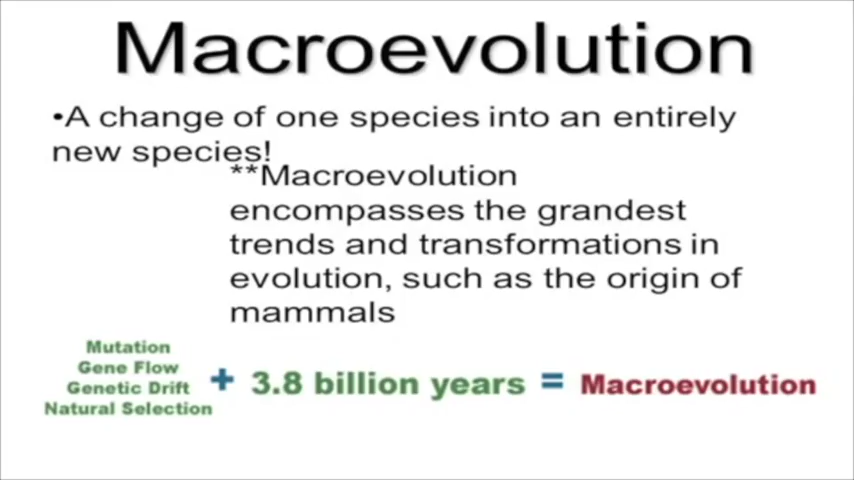 Macroevolution
•A change of one species into an entirely
new species!
**Macroevolution
encompasses the grandest
trends and transformations in
evolution, such as the origin of
mammals
Mutation
Gene Flow
Genetic Drift
Natural Selection
+ 3.8 billion years = Macroevolution